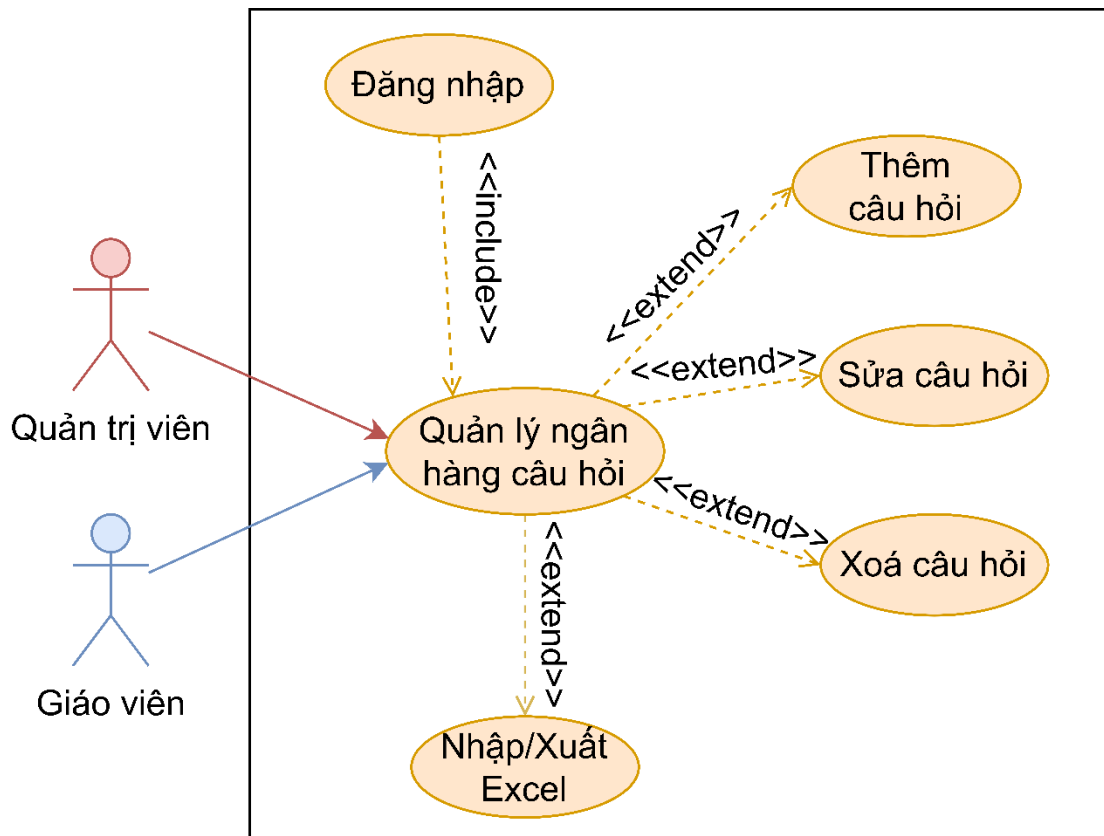 Đăng nhập
<<include>>
Thêm
câu hỏi
<<extend>>
<<extend>>
Sửa câu hỏi
Quản trị viên
Quản lý ngân
hàng câu hỏi
<<extend>>
Xoá câu hỏi
<<extend>>
Giáo viên
Nhập/Xuất
Excel